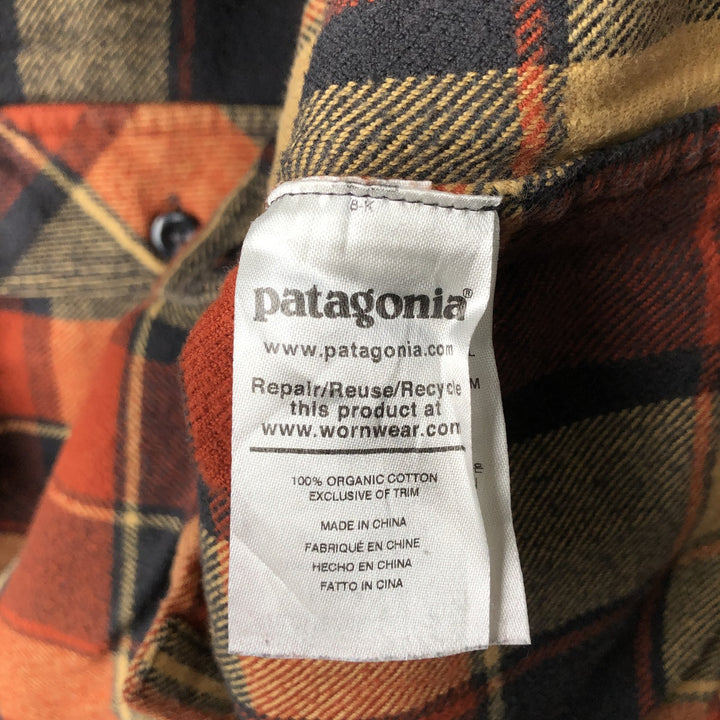 8-K
patagonia®
www.patagonia.com
Repair/Reuse/Recycle
this product at
www.wornwear.com
100% ORGANIC COTTON
EXCLUSIVE OF TRIM
MADE IN CHINA
FABRIQUÉ EN CHINE
HECHO EN CHINA
FATTO IN CINA